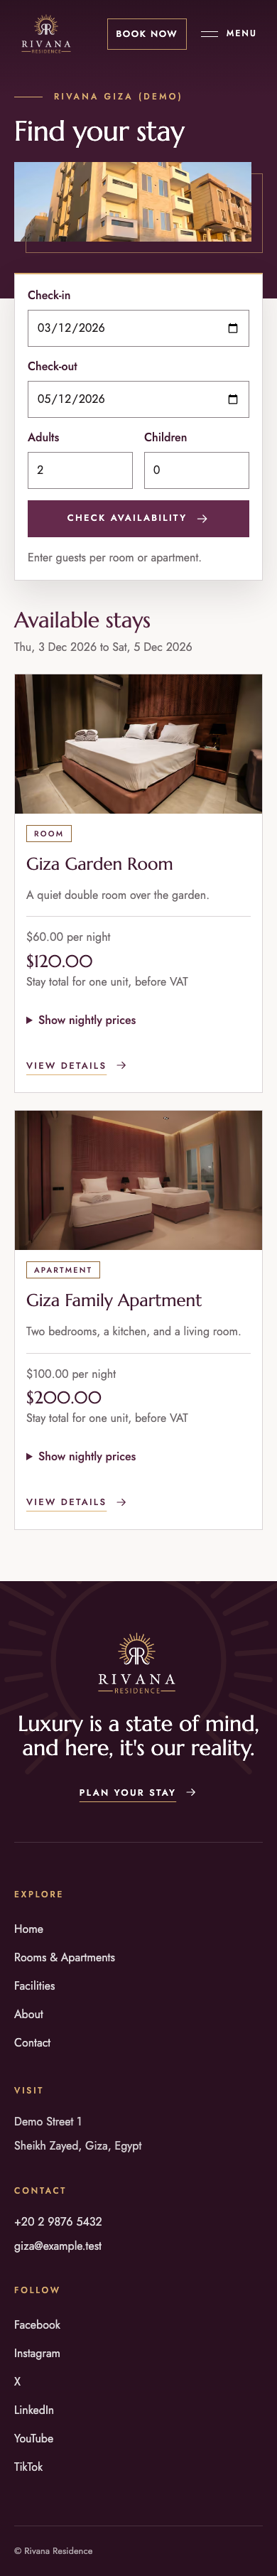 RIVANA
RESIDENCE
BOOK NOW
MENU
RIVANA GIZA (DEMO)
Find your stay
Check-in
03/12/2026
Check-out
05/12/2026
Adults
Children
2
0
CHECK AVAILABILITY
Enter guests per room or apartment.
Available stays
Thu, 3 Dec 2026 to Sat, 5 Dec 2026
ROOM
Giza Garden Room
A quiet double room over the garden.
$60.00 per night
$120.00
Stay total for one unit, before VAT
Show nightly prices
VIEW DETAILS
APARTMENT
Giza Family Apartment
Two bedrooms, a kitchen, and a living room.
$100.00 per night
$200.00
Stay total for one unit, before VAT
Show nightly prices
VIEW DETAILS
RIVANA
RESIDENCE
Luxury is a state of mind,
and here, it's our reality.
PLAN YOUR STAY
EXPLORE
Home
Rooms & Apartments
Facilities
About
Contact
VISIT
Demo Street 1
Sheikh Zayed, Giza, Egypt
CONTACT
+20 2 9876 5432
giza@example.test
FOLLOW
Facebook
Instagram
X
LinkedIn
YouTube
TikTok
© Rivana Residence